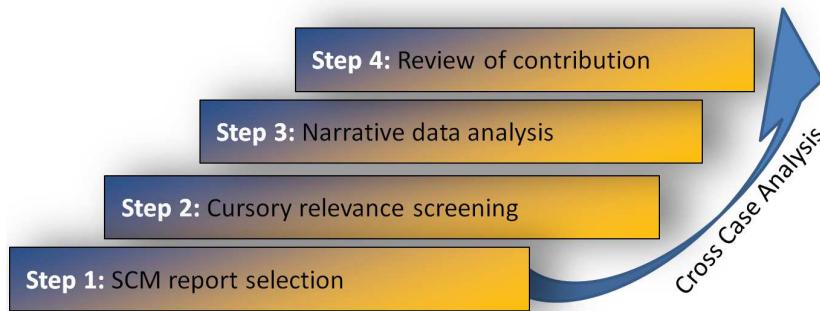 Step 4: Review of contribution
Step 3: Narrative data analysis
Step 2: Cursory relevance screening
Step 1: SCM report selection
Cross Case Analysis